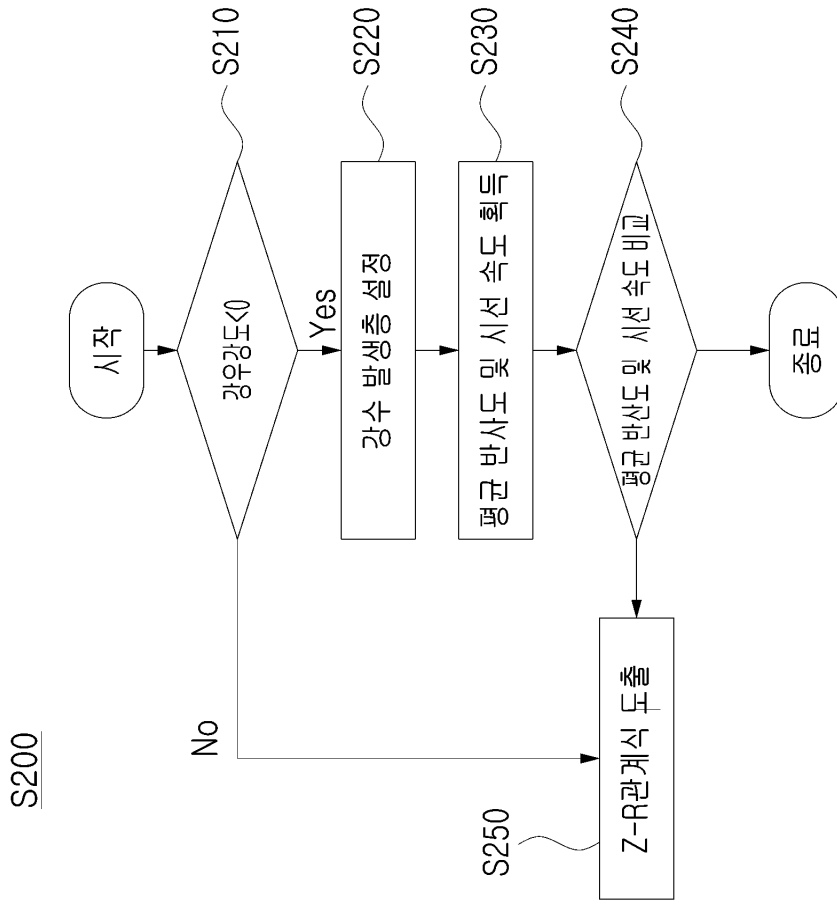 S200
시작
강우강도<0
S210
Yes
No
강수 발생층 설정
S220
평균 반사도 및 시선 속도 획득
S230
평균 반산도 및 시선 속도 비교
S240
Z-R관계식 도출
S250
종료